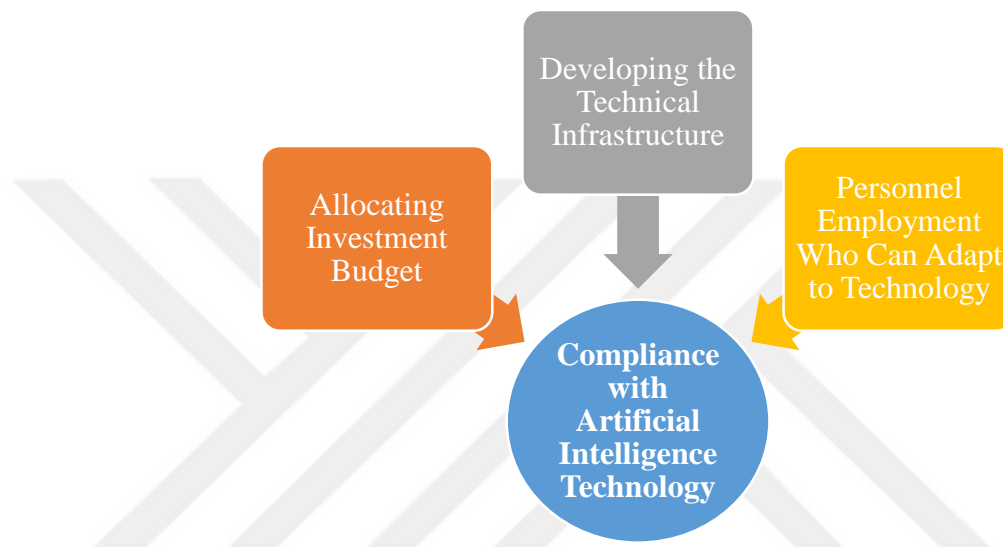 Developing the
Technical
Infrastructure
Allocating
Investment
Budget
Personnel
Employment
Who Can Adapt
to Technology
Compliance
with
Artificial
Intelligence
Technology